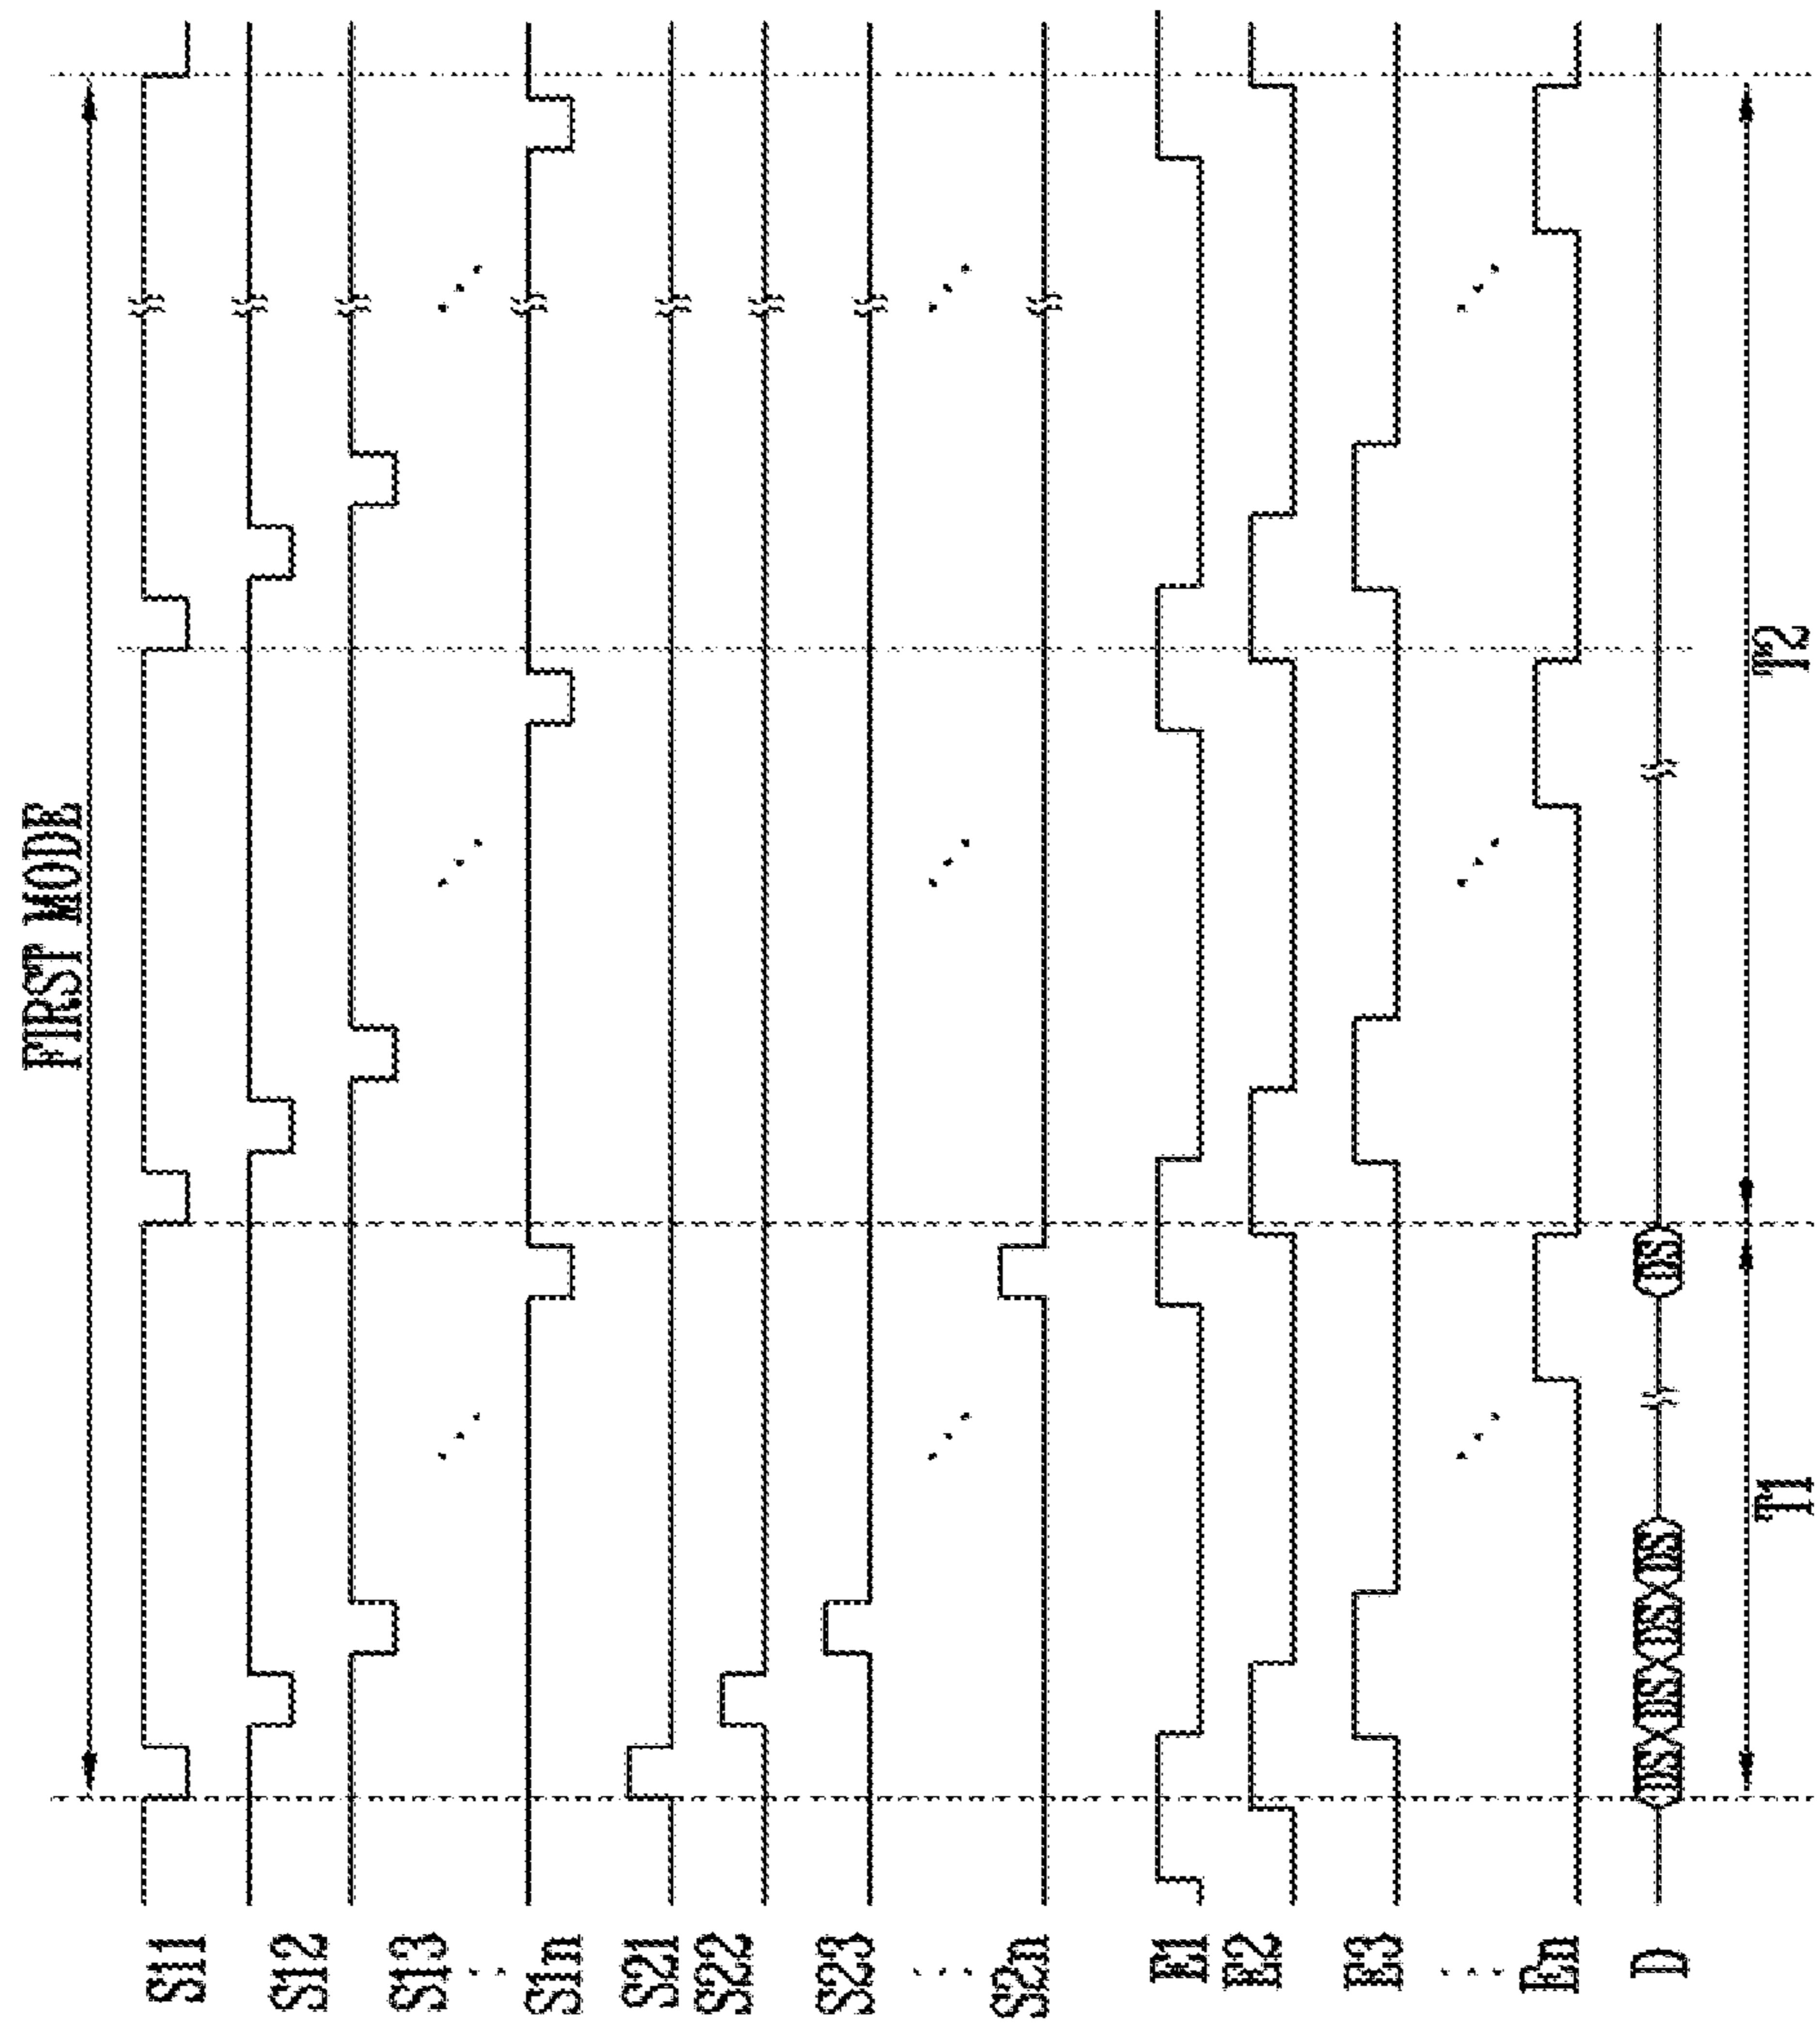 FIRST MODE
S11
S12
S13
S1n
S21
S22
S23
S2n
E1
E2
E3
En
D
DS DS DS DS DS
T1 T2